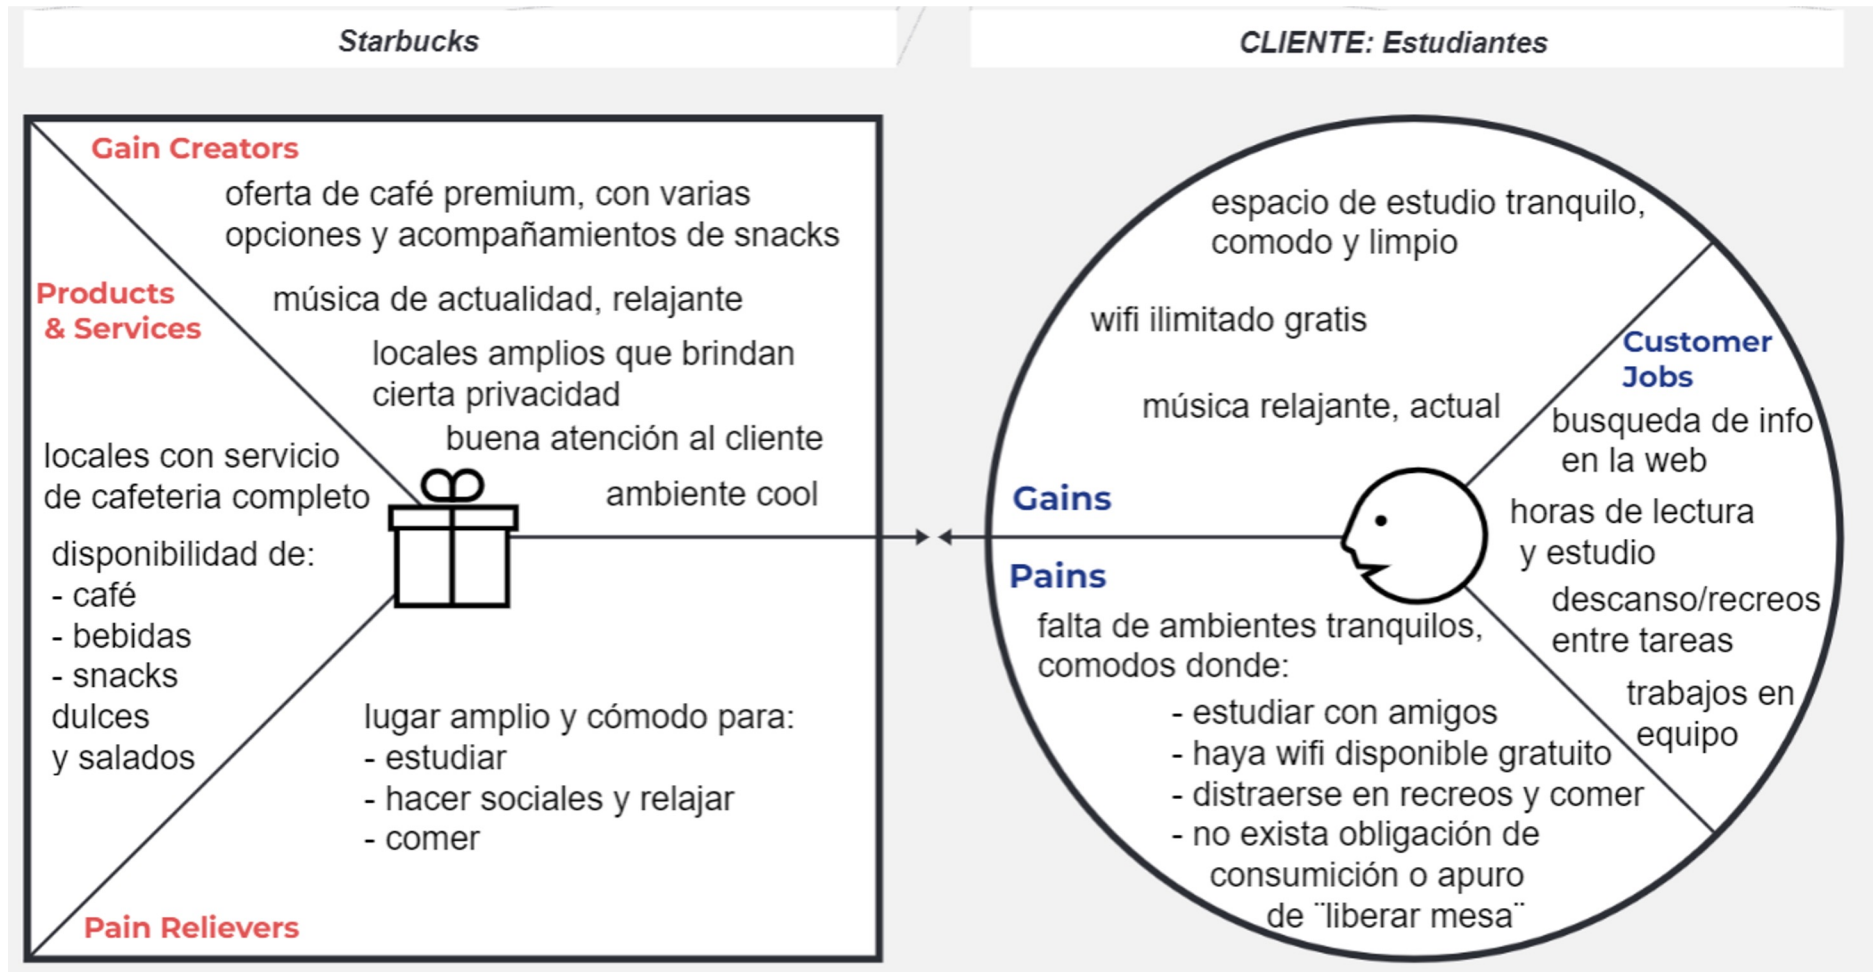 Starbucks
CLIENTE: Estudiantes
Gain Creators
oferta de café premium, con varias
opciones y acompañamientos de snacks
música de actualidad, relajante
locales amplios que brindan
cierta privacidad
buena atención al cliente
ambiente cool
Products
& Services
locales con servicio
de cafeteria completo
disponibilidad de:
- café
- bebidas
- snacks
dulces
y salados
lugar amplio y cómodo para:
- estudiar
- hacer sociales y relajar
- comer
Pain Relievers
espacio de estudio tranquilo,
comodo y limpio
wifi ilimitado gratis
música relajante, actual
Gains
Customer
Jobs
busqueda de info
en la web
horas de lectura
y estudio
descanso/recreos
entre tareas
trabajos en
equipo
Pains
falta de ambientes tranquilos,
comodos donde:
- estudiar con amigos
- haya wifi disponible gratuito
- distraerse en recreos y comer
- no exista obligación de
consumición o apuro
de ¨liberar mesa¨